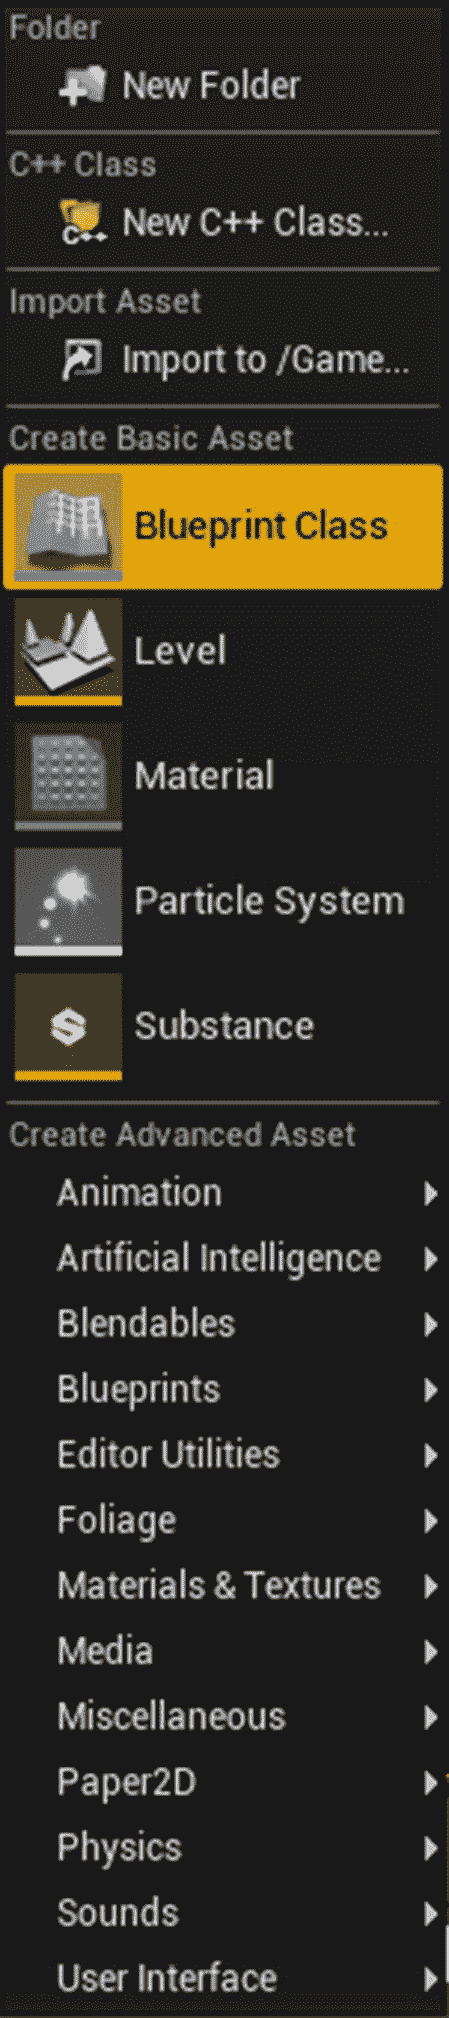 Folder
New Folder
C++ Class
C++
New C++ Class...
Import Asset
Import to /Game...
Create Basic Asset
Blueprint Class
Level
Material
Particle System
Substance
Create Advanced Asset
Animation
Artificial Intelligence
Blendables
Blueprints
Editor Utilities
Foliage
Materials & Textures
Media
Miscellaneous
Paper2D
Physics
Sounds
User Interface